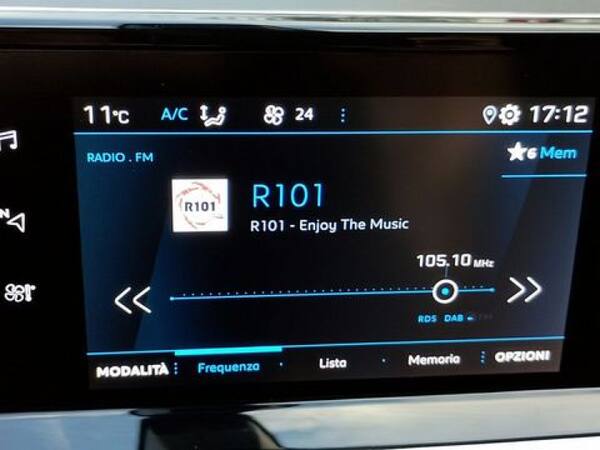 11°C A/C 24 17:12
RADIO . FM
6 Mem
R101
R101
R101 - Enjoy The Music
105.10 MHz
RDS DAB
MODALITÀ Frequenza Lista Memoria OPZIONI